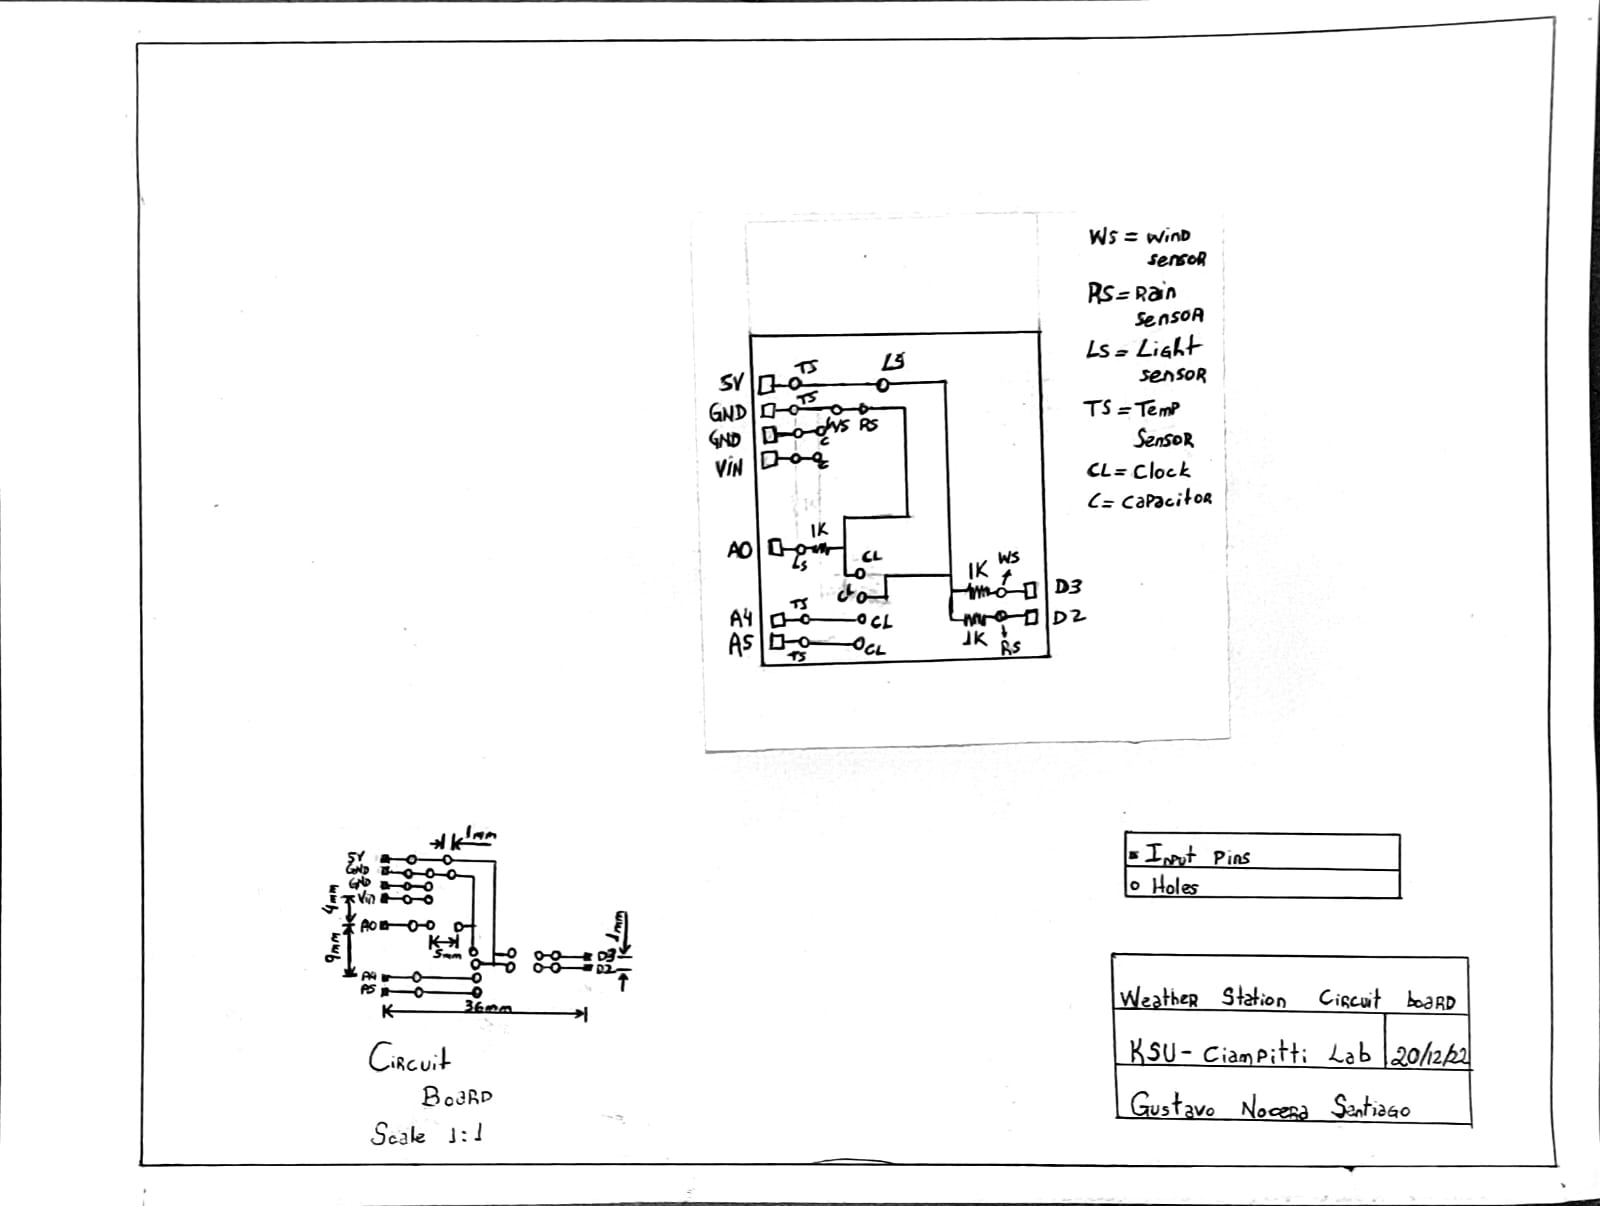 WS = Wind
sensor
RS = Rain
sensor
LS = Light
sensor
TS = Temp
Sensor
CL = Clock
C = Capacitor
5V TS LS
GND TS WS RS
GND C
VIN C
A0 LS 1K
CL
CL
1K WS D3
A4 TS CL
1K RS D2
A5 TS CL
1mm
5V
GND
GND
Vin
4mm
A0
5mm
9mm
1mm
D3
D2
A4
A5
36mm
Circuit
Board
Scale 1:1
Input Pins
Holes
Weather Station Circuit board
KSU - Ciampitti Lab 20/12/22
Gustavo Nocera Santiago